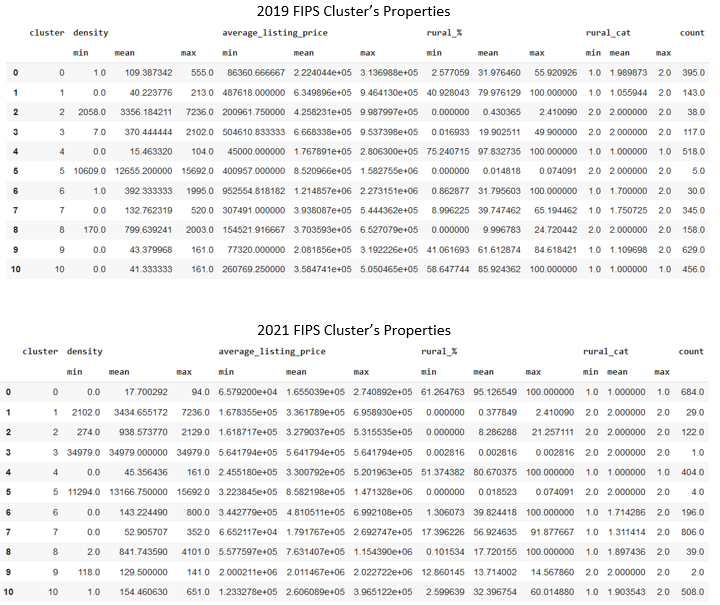 2019 FIPS Cluster's Properties
cluster density average_listing_price rural_% rural_cat count
min mean max min mean max min mean max min mean max
0 0 1.0 109.387342 555.0 86360.666667 2.224044e+05 3.136988e+05 2.577059 31.976460 55.920926 1.0 1.989873 2.0 395.0
1 1 0.0 40.223776 213.0 487618.000000 6.349896e+05 9.464130e+05 40.928043 79.976129 100.000000 1.0 1.055944 2.0 143.0
2 2 2058.0 3356.184211 7236.0 200961.750000 4.258231e+05 9.987997e+05 0.000000 0.430365 2.410090 2.0 2.000000 2.0 38.0
3 3 7.0 370.444444 2102.0 504610.833333 6.668338e+05 9.537398e+05 0.016933 19.902511 49.900000 2.0 2.000000 2.0 117.0
4 4 0.0 15.463320 104.0 45000.000000 1.767891e+05 2.806300e+05 75.240715 97.832735 100.000000 1.0 1.000000 1.0 518.0
5 5 10609.0 12655.200000 15692.0 400957.000000 8.520966e+05 1.582755e+06 0.000000 0.014818 0.074091 2.0 2.000000 2.0 5.0
6 6 1.0 392.333333 1995.0 952554.818182 1.214857e+06 2.273151e+06 0.862877 31.795603 100.000000 1.0 1.700000 2.0 30.0
7 7 0.0 132.762319 520.0 307491.000000 3.938087e+05 5.444362e+05 8.996225 39.747462 65.194462 1.0 1.750725 2.0 345.0
8 8 170.0 799.639241 2003.0 154521.916667 3.703593e+05 6.527079e+05 0.000000 9.996783 24.720442 2.0 2.000000 2.0 158.0
9 9 0.0 43.379968 161.0 77320.000000 2.081856e+05 3.192226e+05 41.061693 61.612874 84.618421 1.0 1.109698 2.0 629.0
10 10 0.0 41.333333 161.0 260769.250000 3.584741e+05 5.050465e+05 58.647744 85.924362 100.000000 1.0 1.000000 1.0 456.0
2021 FIPS Cluster's Properties
cluster density average_listing_price rural_% rural_cat count
min mean max min mean max min mean max min mean max
0 0 0.0 17.700292 94.0 6.579200e+04 1.655039e+05 2.740892e+05 61.264763 95.126549 100.000000 1.0 1.000000 1.0 684.0
1 1 2102.0 3434.655172 7236.0 1.678355e+05 3.361789e+05 6.958930e+05 0.000000 0.377849 2.410090 2.0 2.000000 2.0 29.0
2 2 274.0 938.573770 2129.0 1.618717e+05 3.279037e+05 5.315535e+05 0.000000 8.286288 21.257111 2.0 2.000000 2.0 122.0
3 3 34979.0 34979.000000 34979.0 5.641794e+05 5.641794e+05 5.641794e+05 0.002816 0.002816 0.002816 2.0 2.000000 2.0 1.0
4 4 0.0 45.356436 161.0 2.455180e+05 3.300792e+05 5.201963e+05 51.374382 80.670375 100.000000 1.0 1.000000 1.0 404.0
5 5 11294.0 13166.750000 15692.0 3.223845e+05 8.582198e+05 1.471328e+06 0.000000 0.018523 0.074091 2.0 2.000000 2.0 4.0
6 6 0.0 143.224490 800.0 3.442779e+05 4.810511e+05 6.992108e+05 1.306073 39.824418 100.000000 1.0 1.714286 2.0 196.0
7 7 0.0 52.905707 352.0 6.652117e+04 1.791767e+05 2.692747e+05 17.396226 56.924635 91.877667 1.0 1.311414 2.0 806.0
8 8 2.0 841.743590 4101.0 5.577597e+05 7.631407e+05 1.154390e+06 0.101534 17.720155 100.000000 1.0 1.897436 2.0 39.0
9 9 118.0 129.500000 141.0 2.000211e+06 2.011467e+06 2.022722e+06 12.860145 13.714002 14.567860 2.0 2.000000 2.0 2.0
10 10 1.0 154.460630 651.0 1.233278e+05 2.606089e+05 3.965122e+05 2.599639 32.396754 60.014880 1.0 1.903543 2.0 508.0